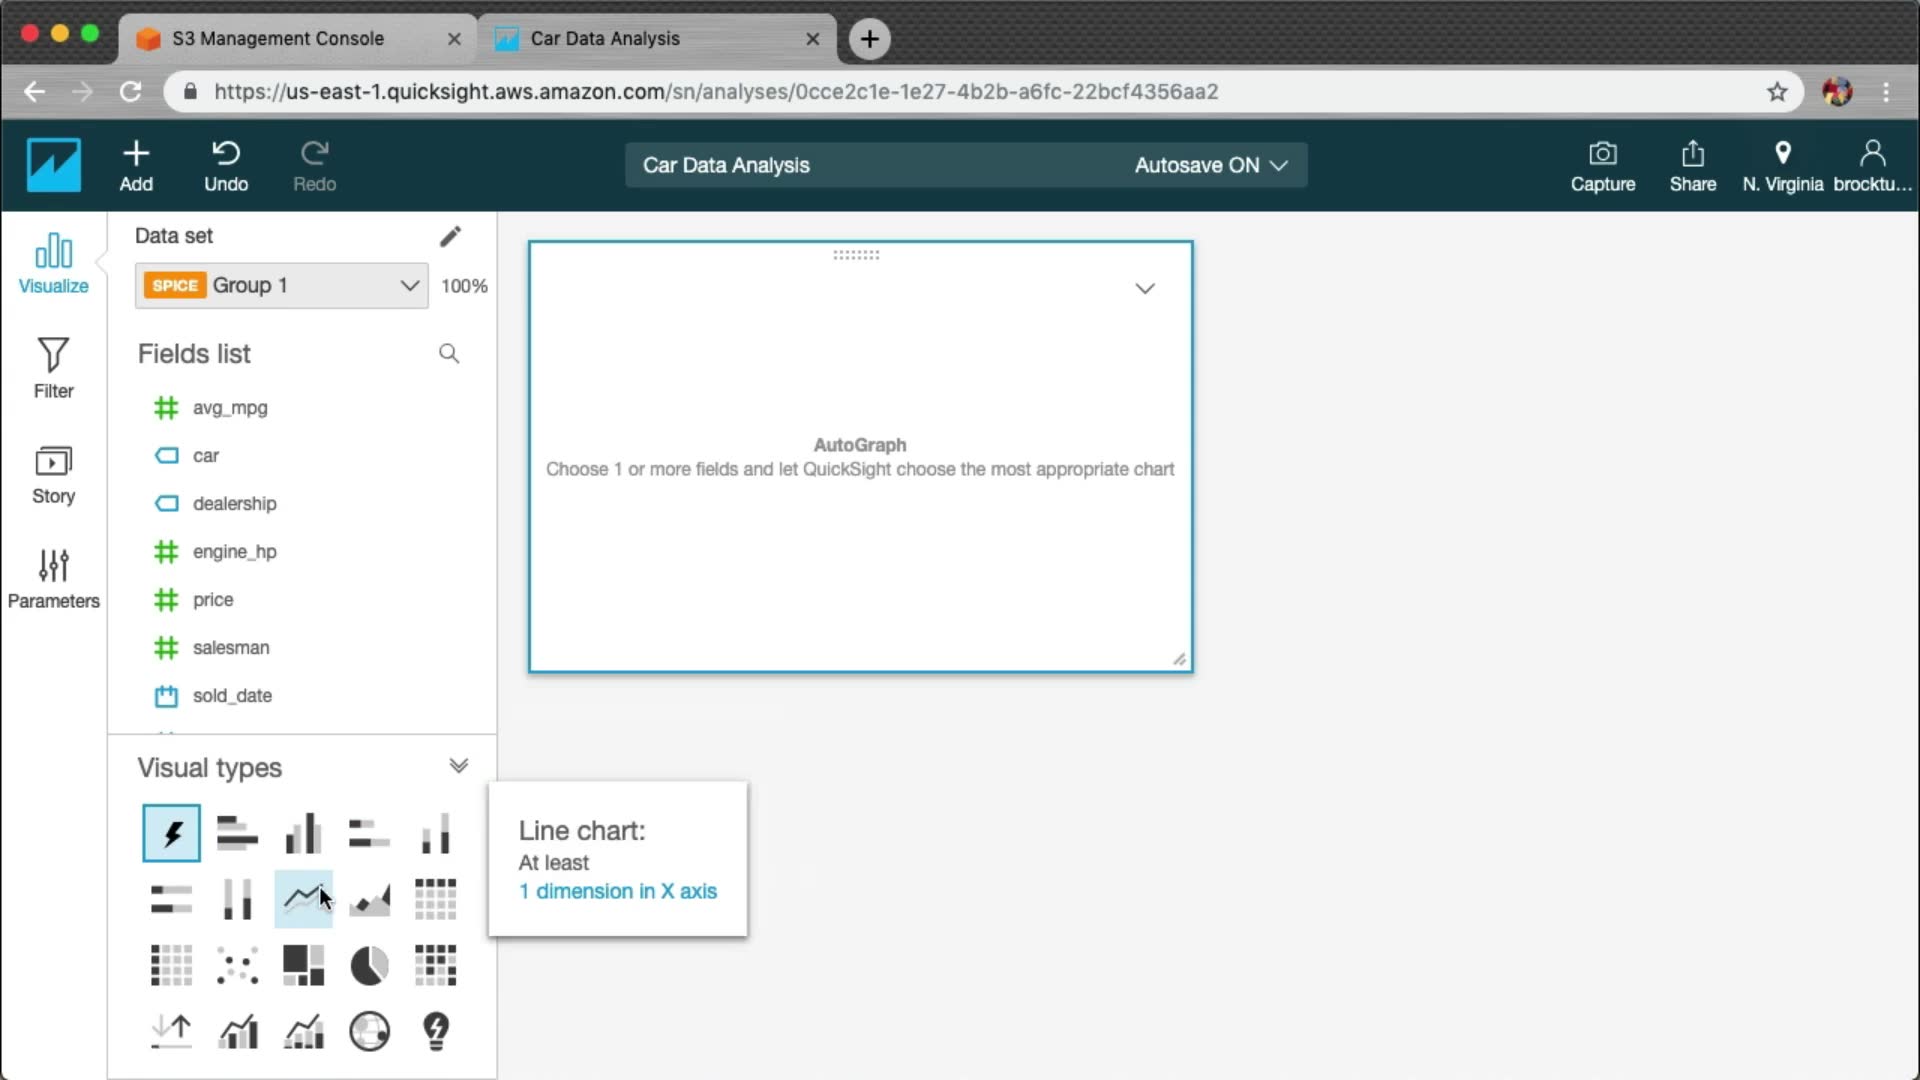 S3 Management Console
Car Data Analysis
https://us-east-1.quicksight.aws.amazon.com/sn/analyses/0cce2c1e-1e27-4b2b-a6fc-22bcf4356aa2
Add
Undo
Redo
Car Data Analysis
Autosave ON
Capture
Share
N. Virginia
brocktu...
Visualize
Filter
Story
Parameters
Data set
SPICE Group 1
100%
Fields list
avg_mpg
car
dealership
engine_hp
price
salesman
sold_date
Visual types
AutoGraph
Choose 1 or more fields and let QuickSight choose the most appropriate chart
Line chart:
At least
1 dimension in X axis